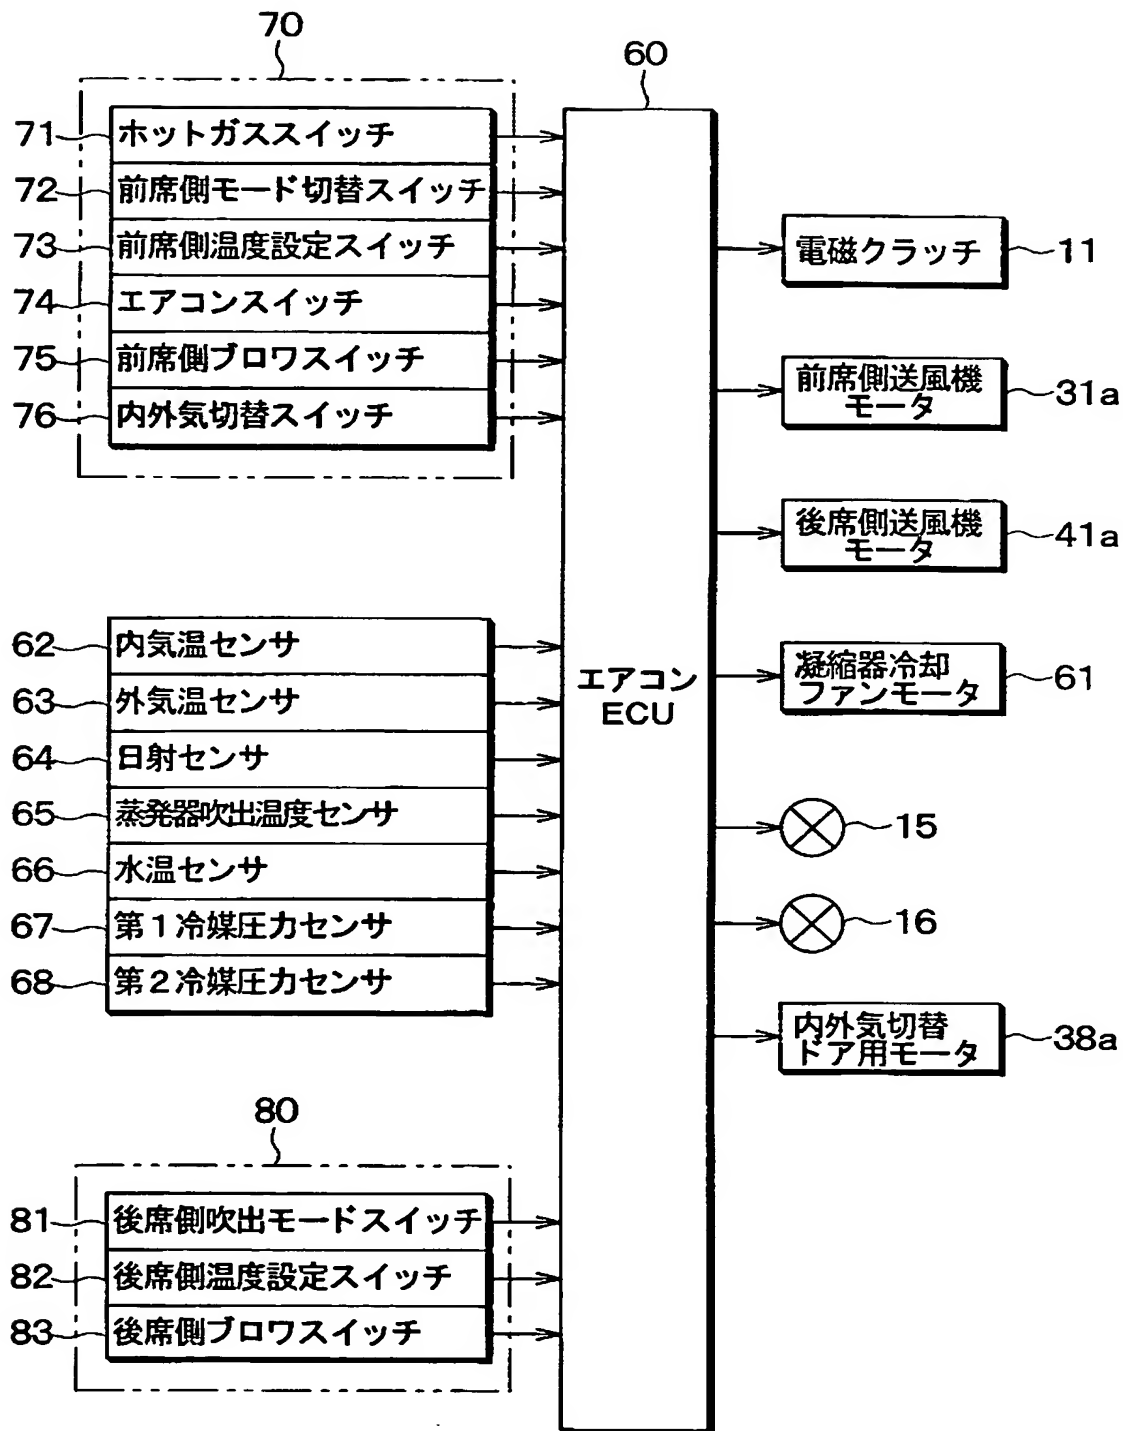 70
60
71 ホットガススイッチ
72 前席側モード切替スイッチ
73 前席側温度設定スイッチ
74 エアコンスイッチ
75 前席側ブロワスイッチ
76 内外気切替スイッチ
62 内気温センサ
63 外気温センサ
64 日射センサ
65 蒸発器吹出温度センサ
66 水温センサ
67 第1冷媒圧力センサ
68 第2冷媒圧力センサ
80
81 後席側吹出モードスイッチ
82 後席側温度設定スイッチ
83 後席側ブロワスイッチ
エアコン
ECU
電磁クラッチ 11
前席側送風機
モータ
31a
後席側送風機
モータ
41a
凝縮器冷却
ファンモータ
61
15
16
内外気切替
ドア用モータ
38a